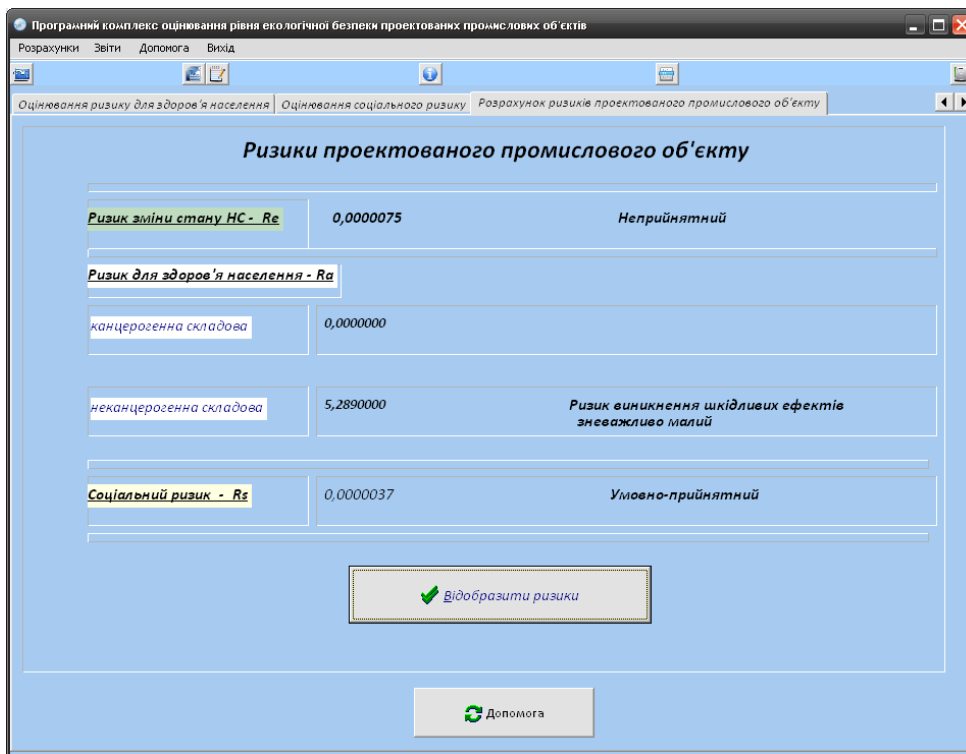 Програмний комплекс оцінювання рівня екологічної безпеки проектованих промислових об'єктів
Розрахунки Звіти Допомога Вихід
Оцінювання ризику для здоров'я населення Оцінювання соціального ризику Розрахунок ризиків проектованого промислового об'єкту
Ризики проектованого промислового об'єкту
Ризик зміни стану НС - Re 0,0000075 Неприйнятний
Ризик для здоров'я населення - Ra
канцерогенна складова 0,0000000
неканцерогенна складова 5,2890000 Ризик виникнення шкідливих ефектів
зневажливо малий
Соціальний ризик - Rs 0,0000037 Умовно-прийнятний
Відобразити ризики
Допомога